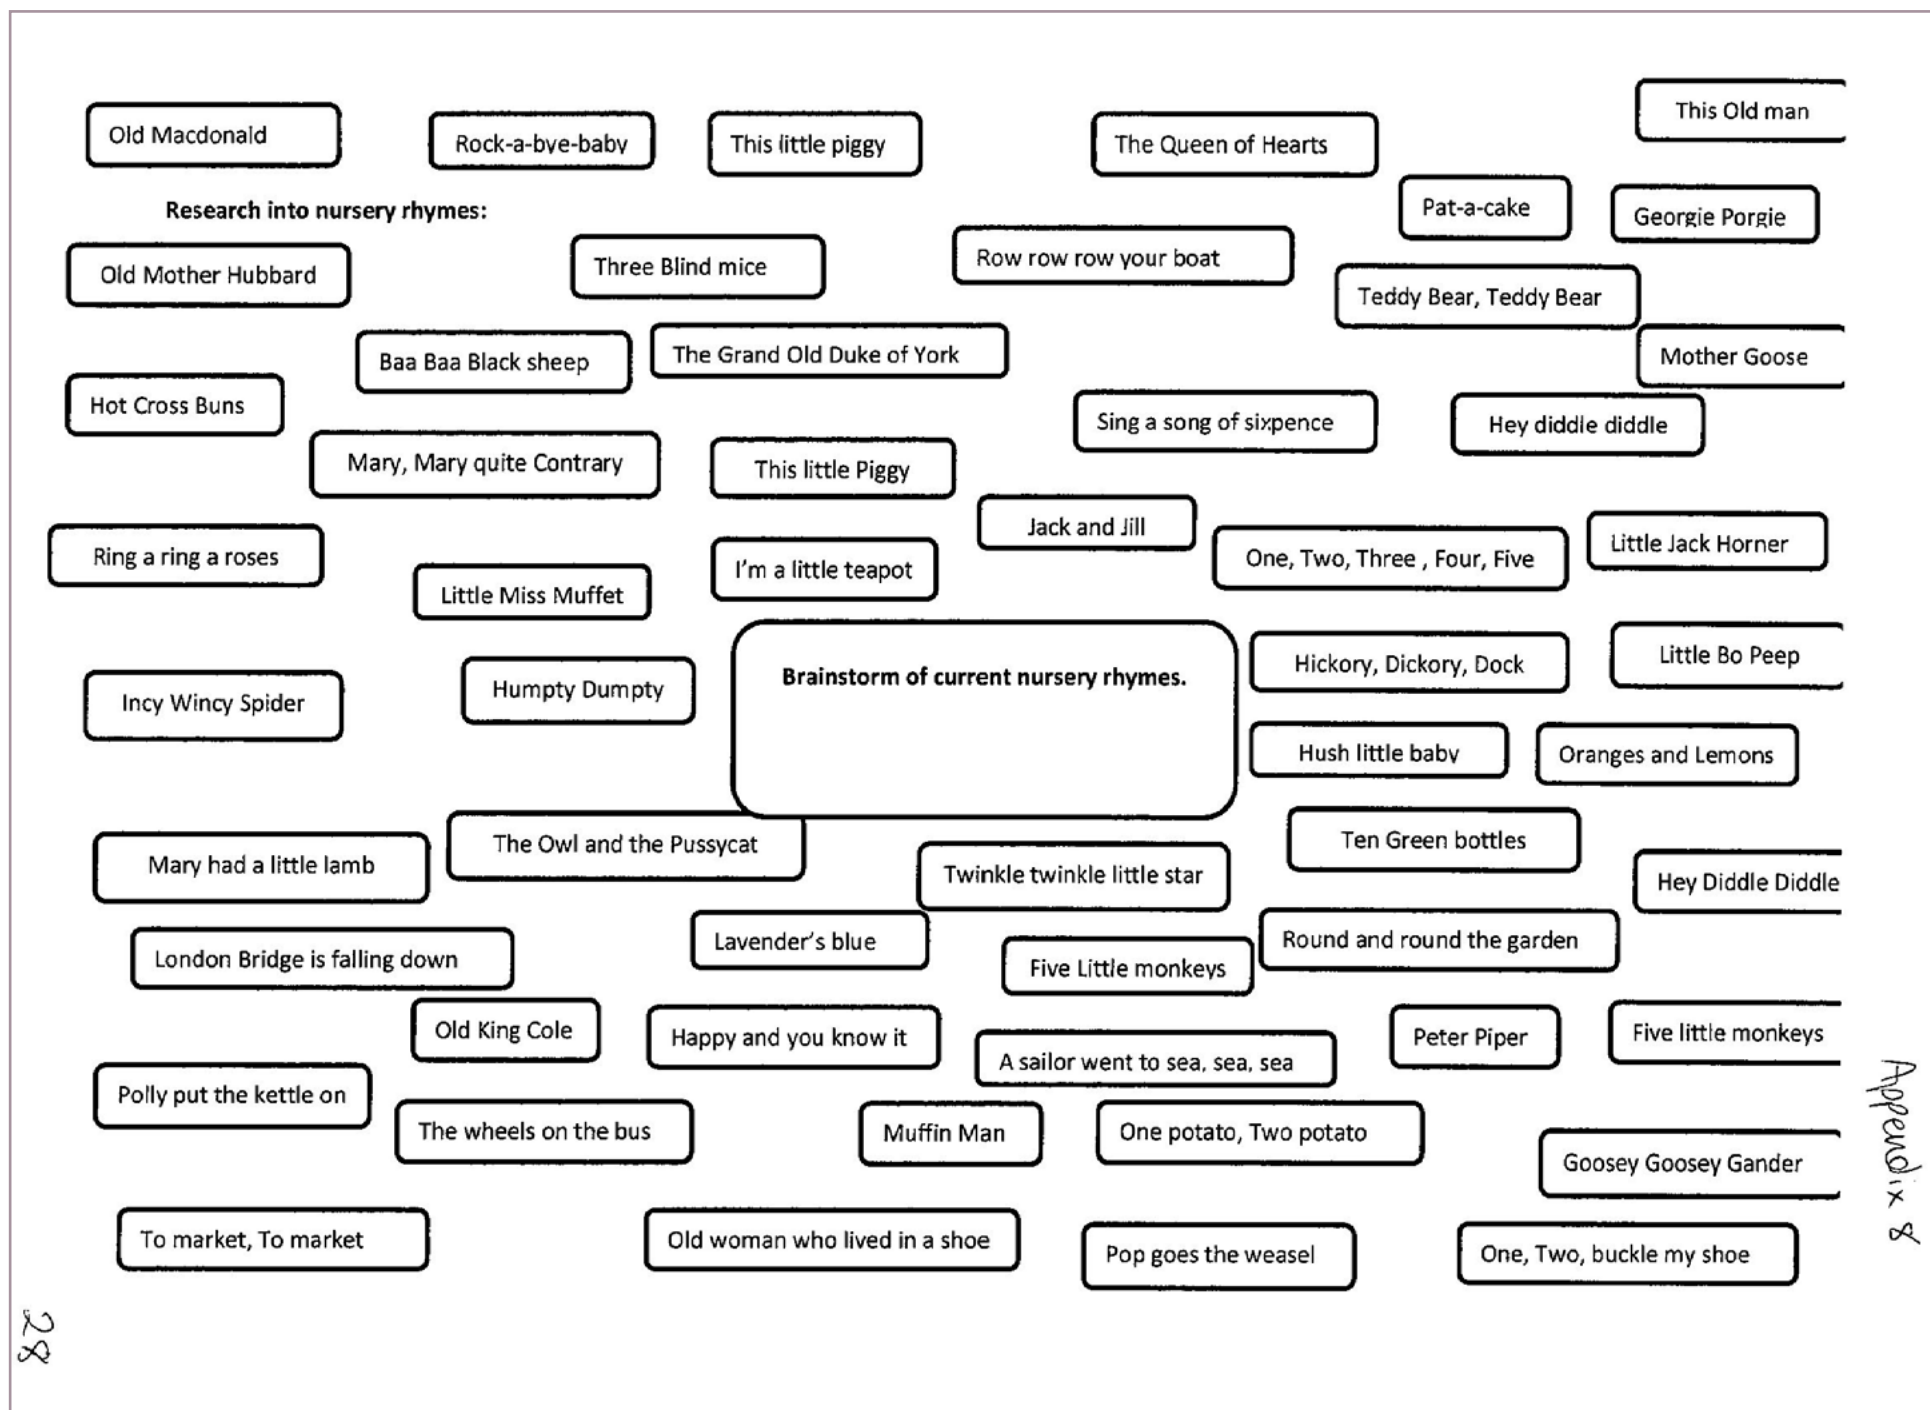 Old Macdonald
Rock-a-bye-baby
This little piggy
The Queen of Hearts
This Old man
Research into nursery rhymes:
Pat-a-cake
Georgie Porgie
Old Mother Hubbard
Three Blind mice
Row row row your boat
Teddy Bear, Teddy Bear
Baa Baa Black sheep
The Grand Old Duke of York
Mother Goose
Hot Cross Buns
Sing a song of sixpence
Hey diddle diddle
Mary, Mary quite Contrary
This little Piggy
Jack and Jill
Ring a ring a roses
I'm a little teapot
One, Two, Three , Four, Five
Little Jack Horner
Little Miss Muffet
Brainstorm of current nursery rhymes.
Hickory, Dickory, Dock
Little Bo Peep
Incy Wincy Spider
Humpty Dumpty
Hush little baby
Oranges and Lemons
Mary had a little lamb
The Owl and the Pussycat
Twinkle twinkle little star
Ten Green bottles
Hey Diddle Diddle
London Bridge is falling down
Lavender's blue
Five Little monkeys
Round and round the garden
Old King Cole
Happy and you know it
A sailor went to sea, sea, sea
Peter Piper
Five little monkeys
Polly put the kettle on
The wheels on the bus
Muffin Man
One potato, Two potato
Goosey Goosey Gander
To market, To market
Old woman who lived in a shoe
Pop goes the weasel
One, Two, buckle my shoe
Appendix 8
28